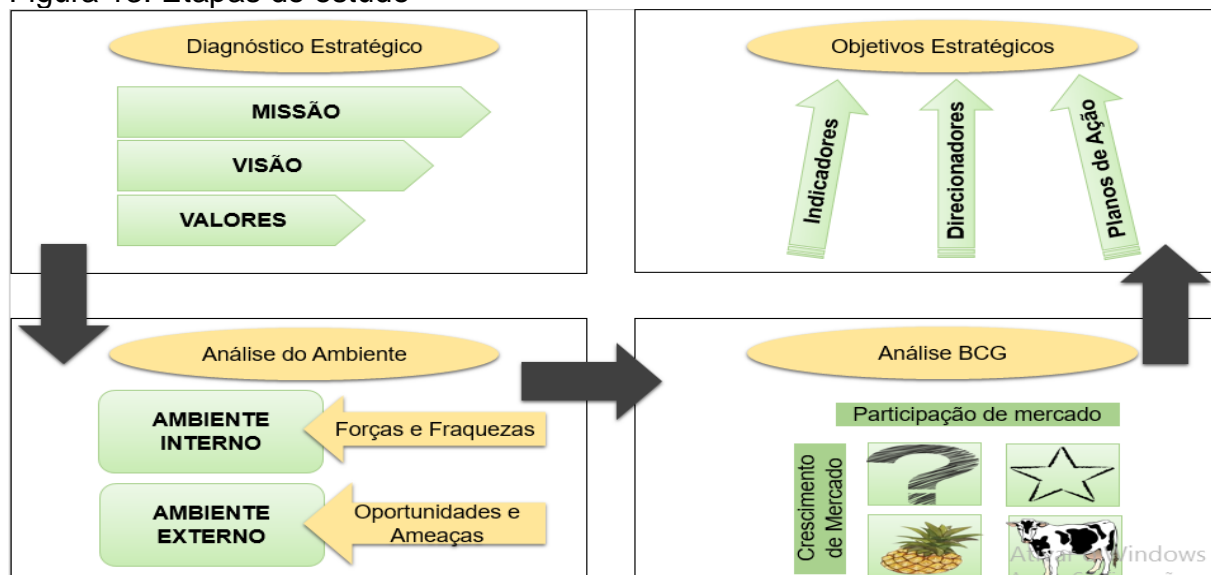 Diagnóstico Estratégico
MISSÃO
VISÃO
VALORES
Objetivos Estratégicos
Indicadores
Direcionadores
Planos de Ação
Análise do Ambiente
AMBIENTE
INTERNO
Forças e Fraquezas
AMBIENTE
EXTERNO
Oportunidades e
Ameaças
Análise BCG
Participação de mercado
Crescimento
de Mercado
Windows